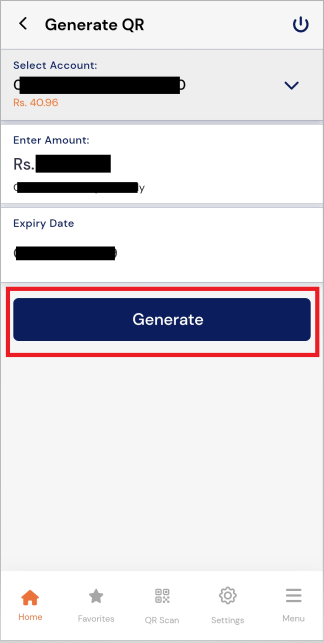 Generate QR
Select Account:
Rs. 40.96
Enter Amount:
Rs.
Expiry Date
Generate
Home
Favorites
QR Scan
Settings
Menu